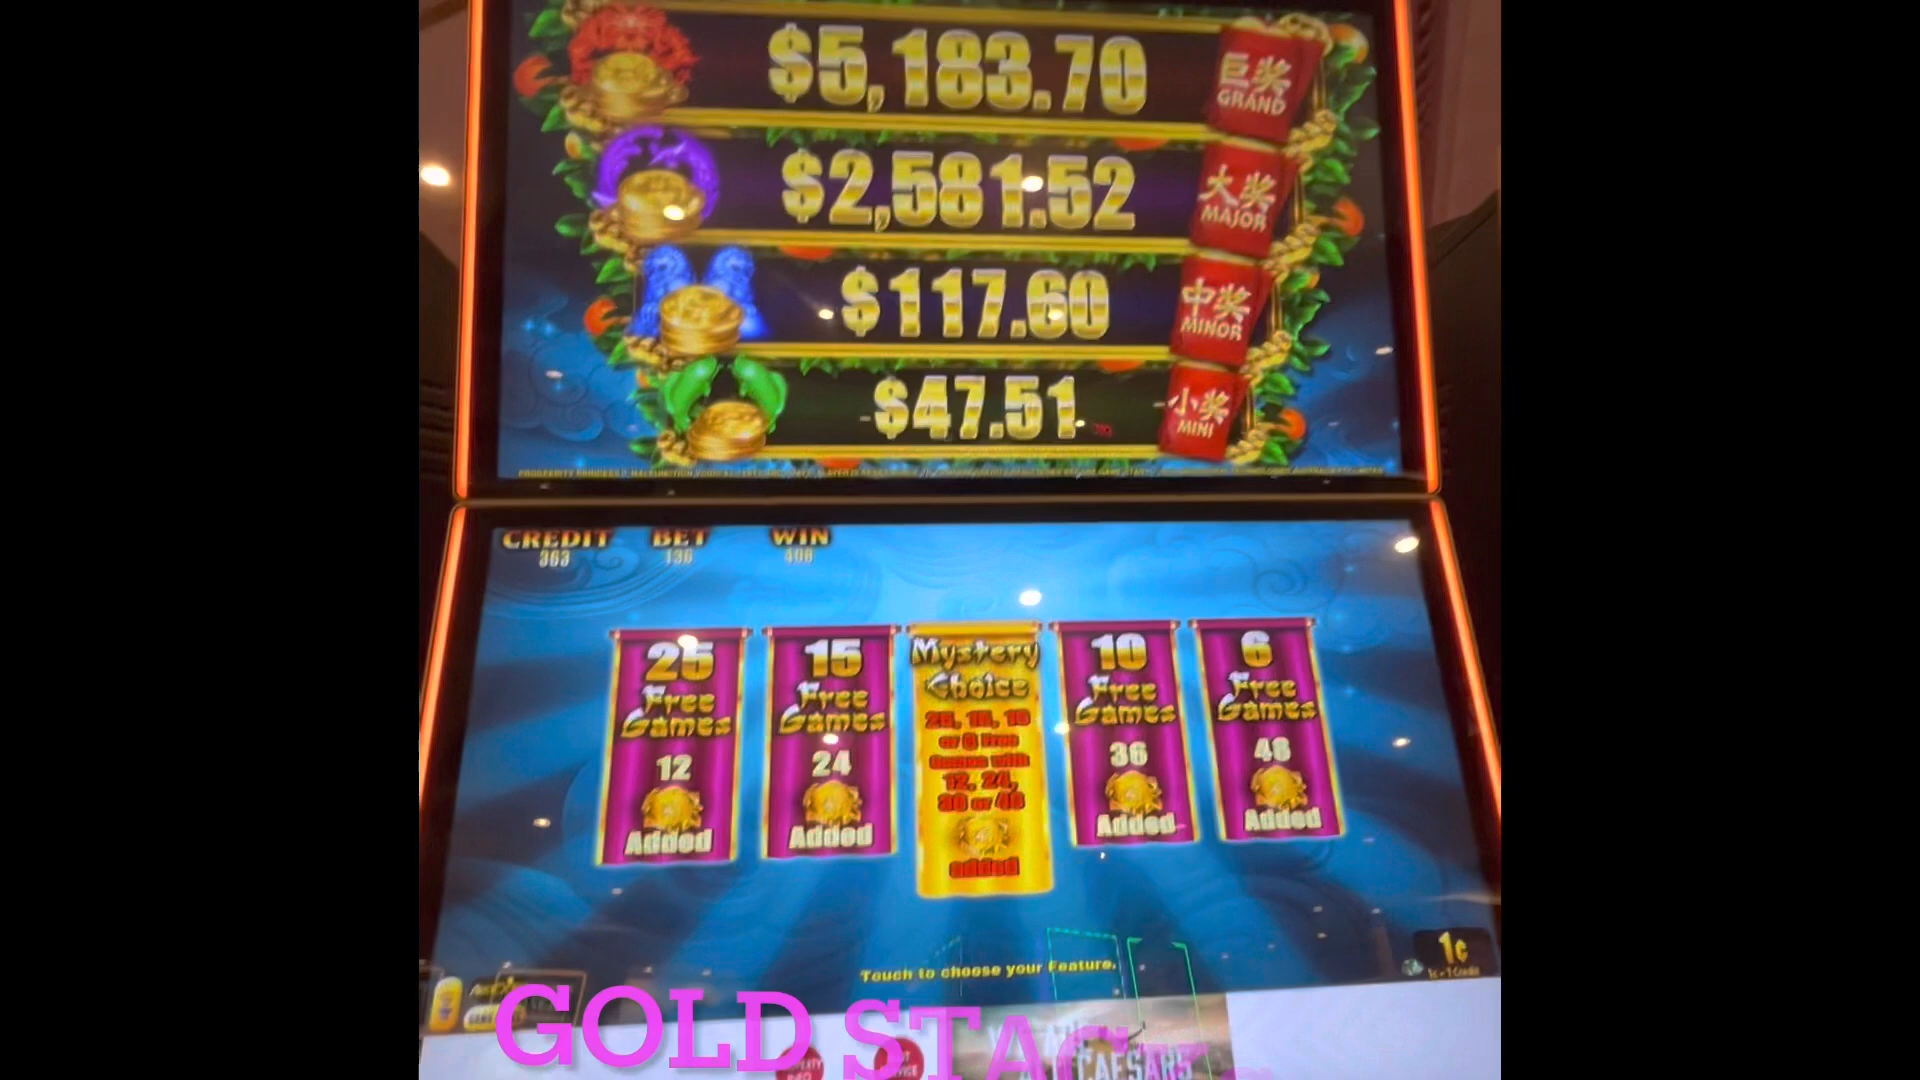 $5,183.70
巨奖
GRAND
$2,581.52
大奖
MAJOR
$117.60
中奖
MINOR
$47.51
小奖
MINI
CREDIT BET WIN
363 136 408
25 Free Games 12 Added
15 Free Games 24 Added
Mystery Choice
25, 15, 10
or 6 Free
Games with
12, 24,
36 or 48
added
10 Free Games 36 Added
6 Free Games 48 Added
Touch to choose your Feature.
1¢
GOLD STAC
CAESARS